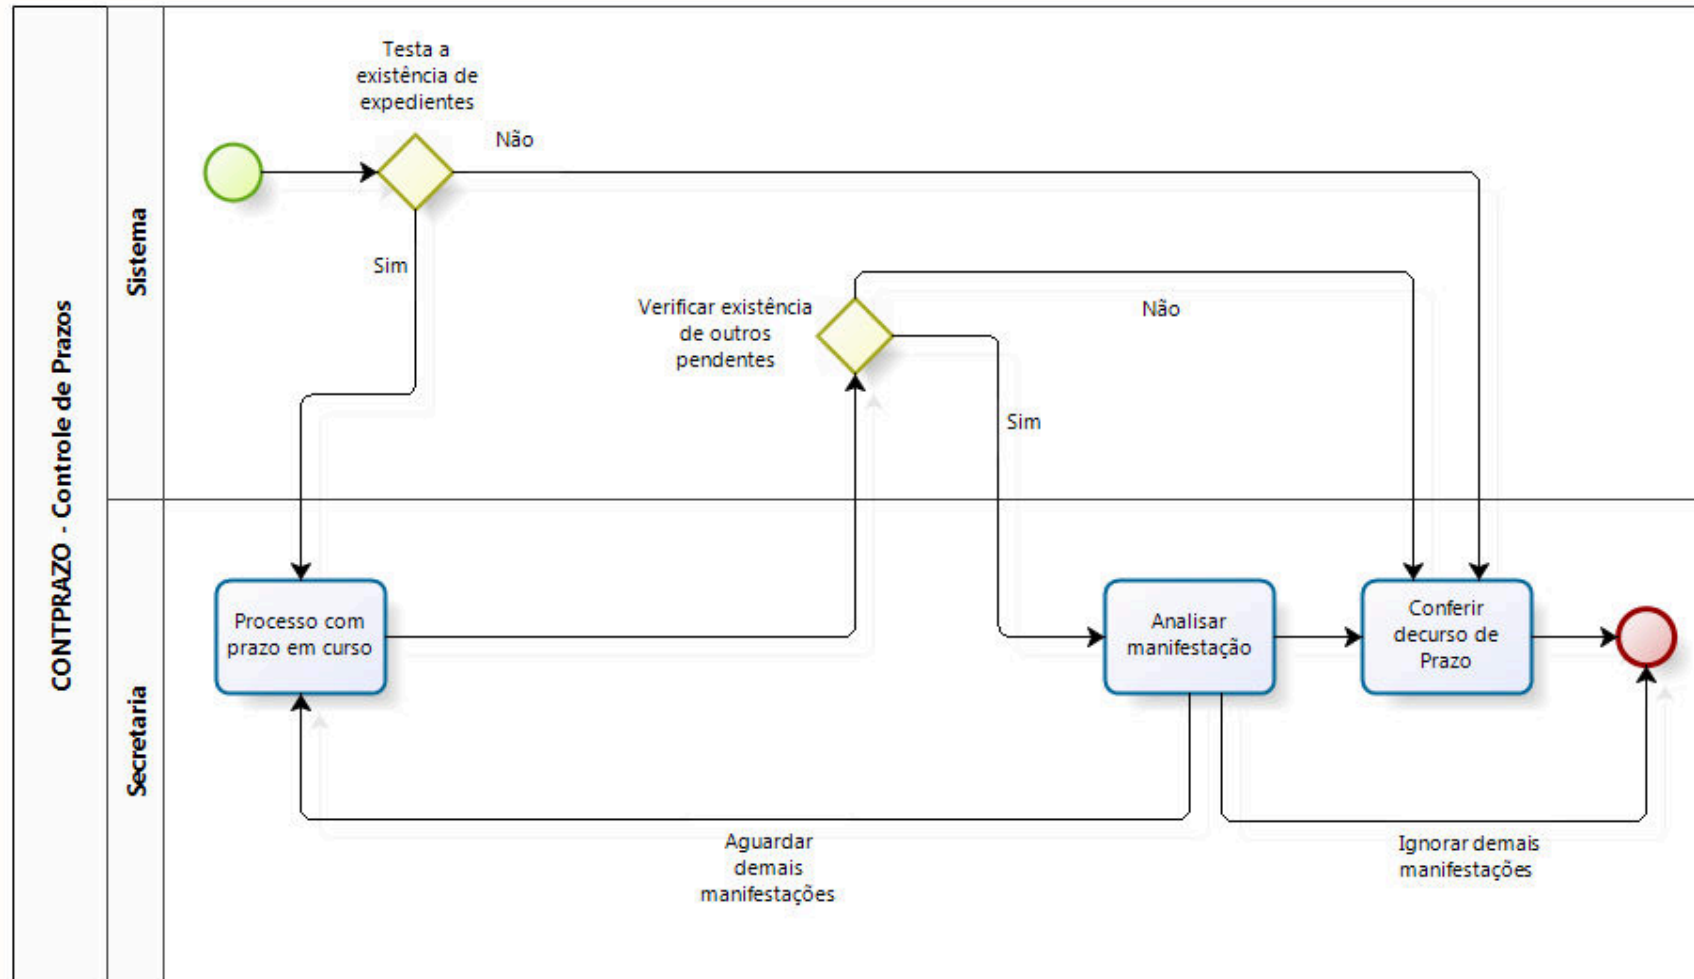 CONTPRAZO - Controle de Prazos
Sistema
Testa a
existência de
expedientes
Não
Sim
Verificar existência
de outros
pendentes
Não
Sim
Secretaria
Processo com
prazo em curso
Analisar
manifestação
Conferir
decurso de
Prazo
Aguardar
demais
manifestações
Ignorar demais
manifestações